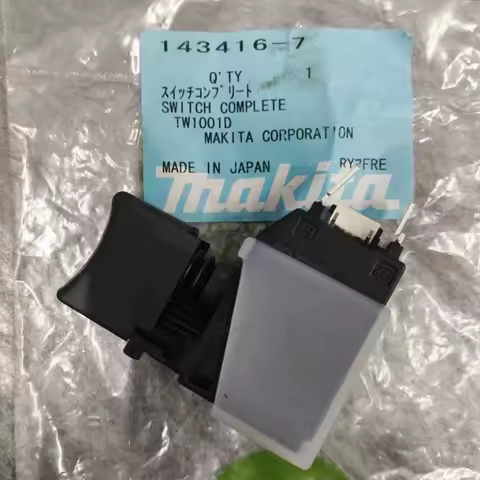 143416-7
Q'TY 1
スイッチコンプリート
SWITCH COMPLETE
TW1001D
MAKITA CORPORATION
MADE IN JAPAN
makita